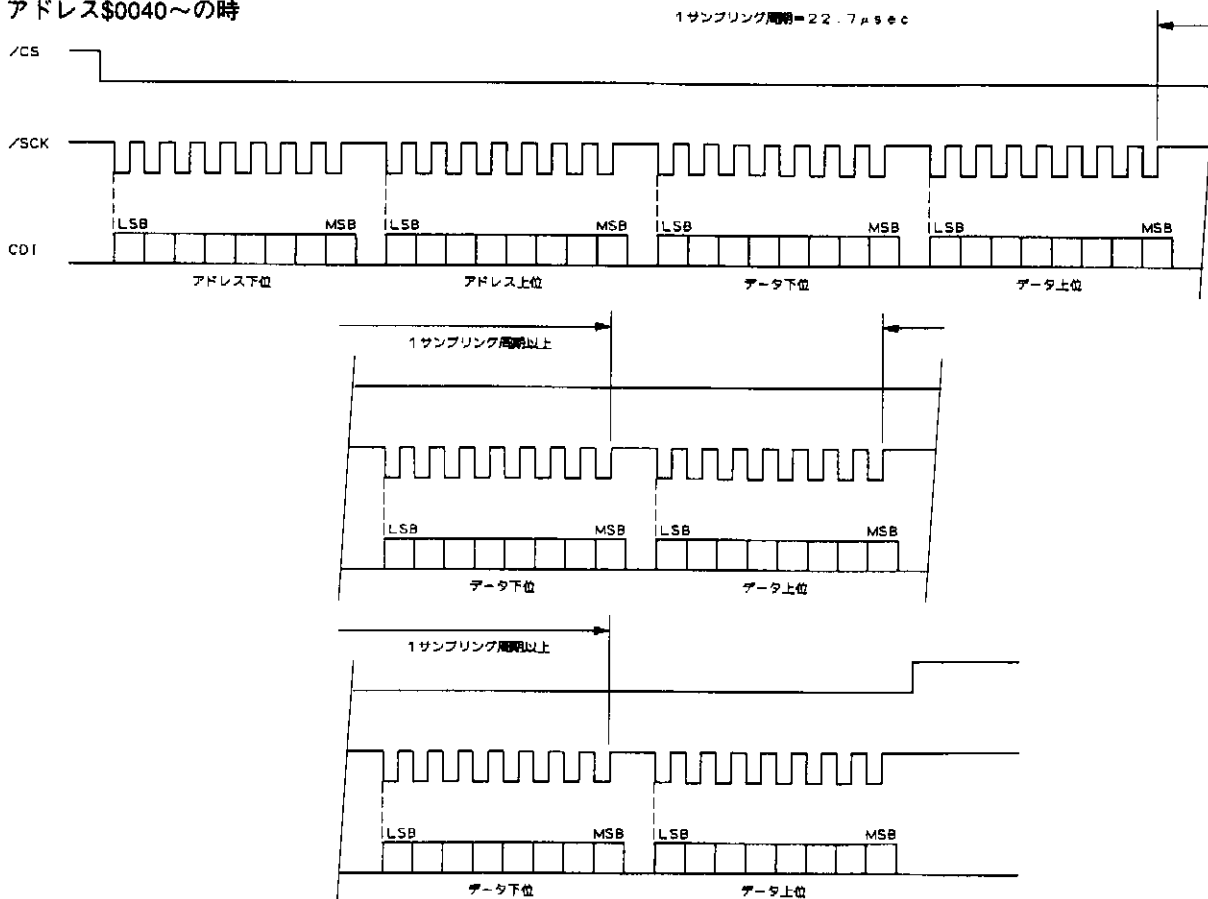 アドレス$0040～の時
1サンプリング周期=22.7μsec
/CS
/SCK
LSB MSB LSB MSB LSB MSB LSB MSB
CDI
アドレス下位 アドレス上位 データ下位 データ上位
1サンプリング周期以上
LSB MSB LSB MSB
データ下位 データ上位
1サンプリング周期以上
LSB MSB LSB MSB
データ下位 データ上位